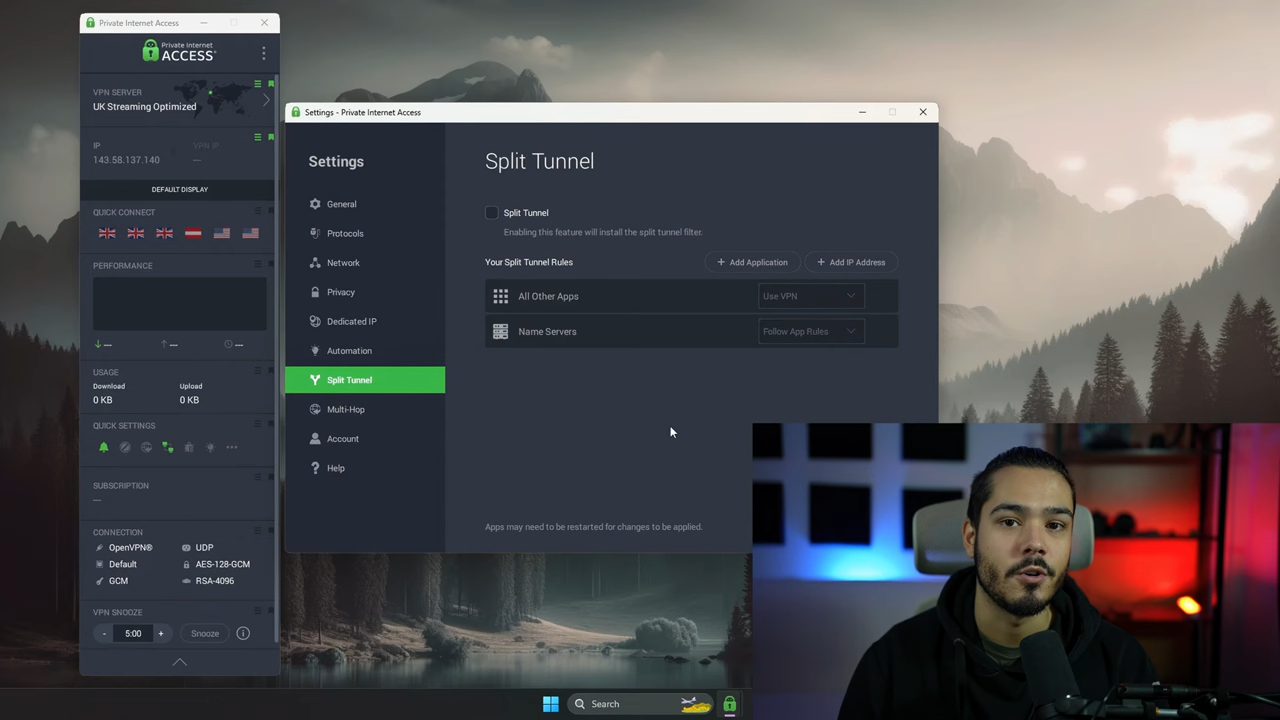 Private Internet Access
Private Internet
ACCESS®
VPN SERVER
UK Streaming Optimized
IP
VPN IP
143.58.137.140
---
DEFAULT DISPLAY
QUICK CONNECT
PERFORMANCE
---
---
---
USAGE
Download
Upload
0 KB
0 KB
QUICK SETTINGS
SUBSCRIPTION
---
CONNECTION
OpenVPN®
UDP
Default
AES-128-GCM
GCM
RSA-4096
VPN SNOOZE
-
5:00
+
Snooze
Settings - Private Internet Access
Settings
General
Protocols
Network
Privacy
Dedicated IP
Automation
Split Tunnel
Multi-Hop
Account
Help
Split Tunnel
Split Tunnel
Enabling this feature will install the split tunnel filter.
Your Split Tunnel Rules
+ Add Application
+ Add IP Address
All Other Apps
Use VPN
Name Servers
Follow App Rules
Apps may need to be restarted for changes to be applied.
Search